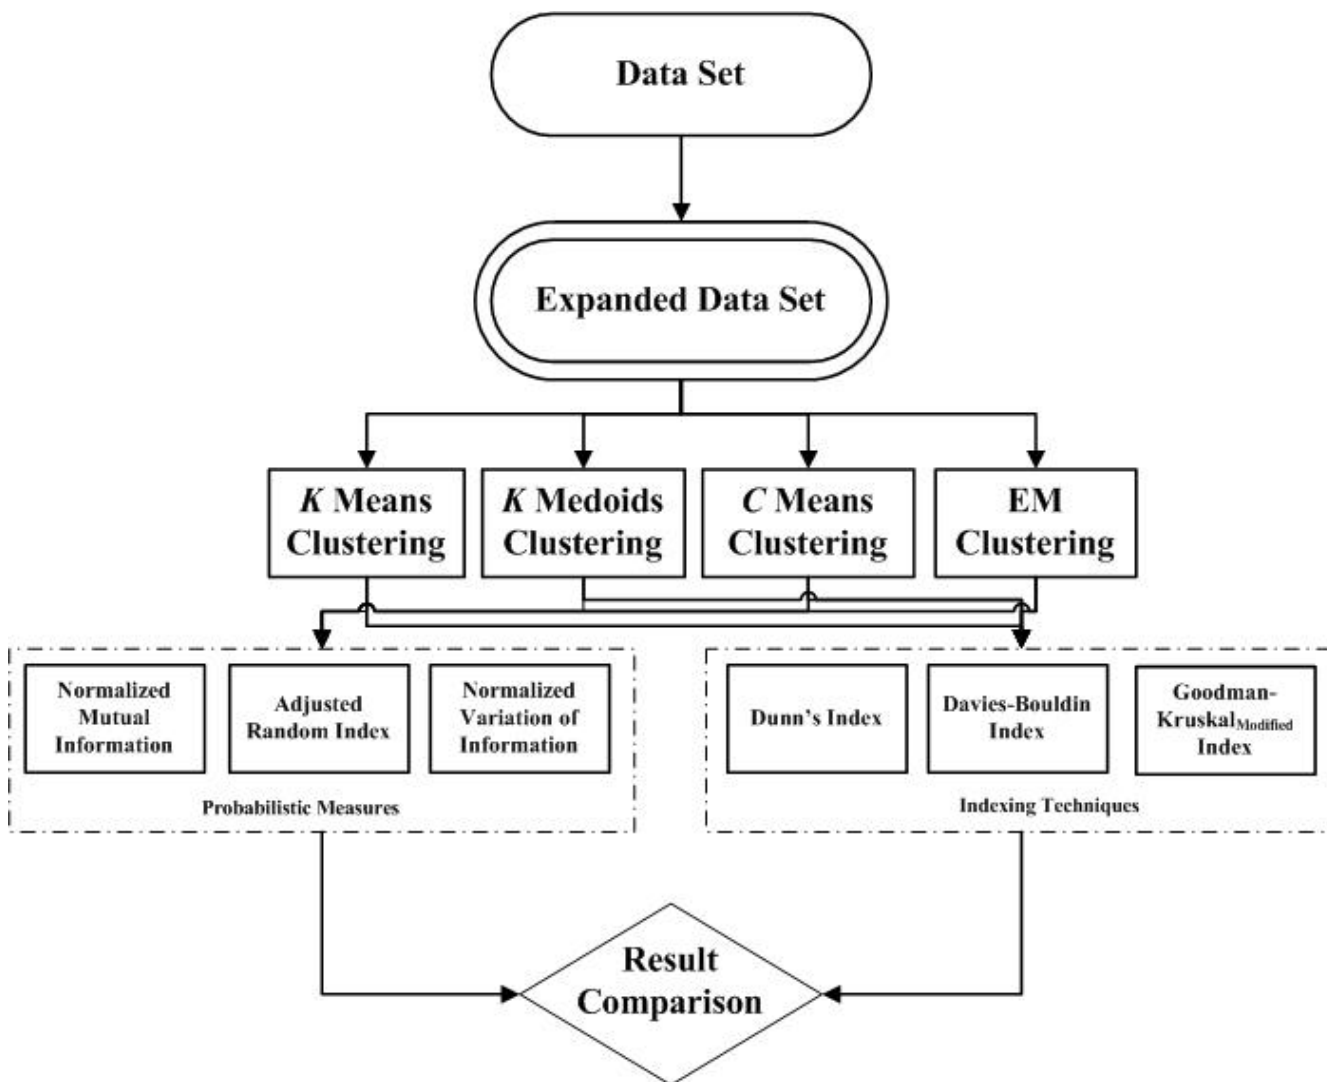 Data Set
Expanded Data Set
K Means
Clustering
K Medoids
Clustering
C Means
Clustering
EM
Clustering
Normalized
Mutual
Information
Adjusted
Random Index
Normalized
Variation of
Information
Probabilistic Measures
Dunn's Index
Davies-Bouldin
Index
Goodman-
KruskalModified
Index
Indexing Techniques
Result
Comparison